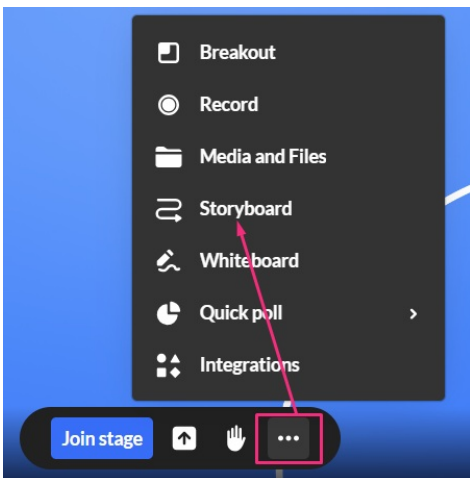 Breakout
Record
Media and Files
Storyboard
Whiteboard
Quick poll
Integrations
Join stage